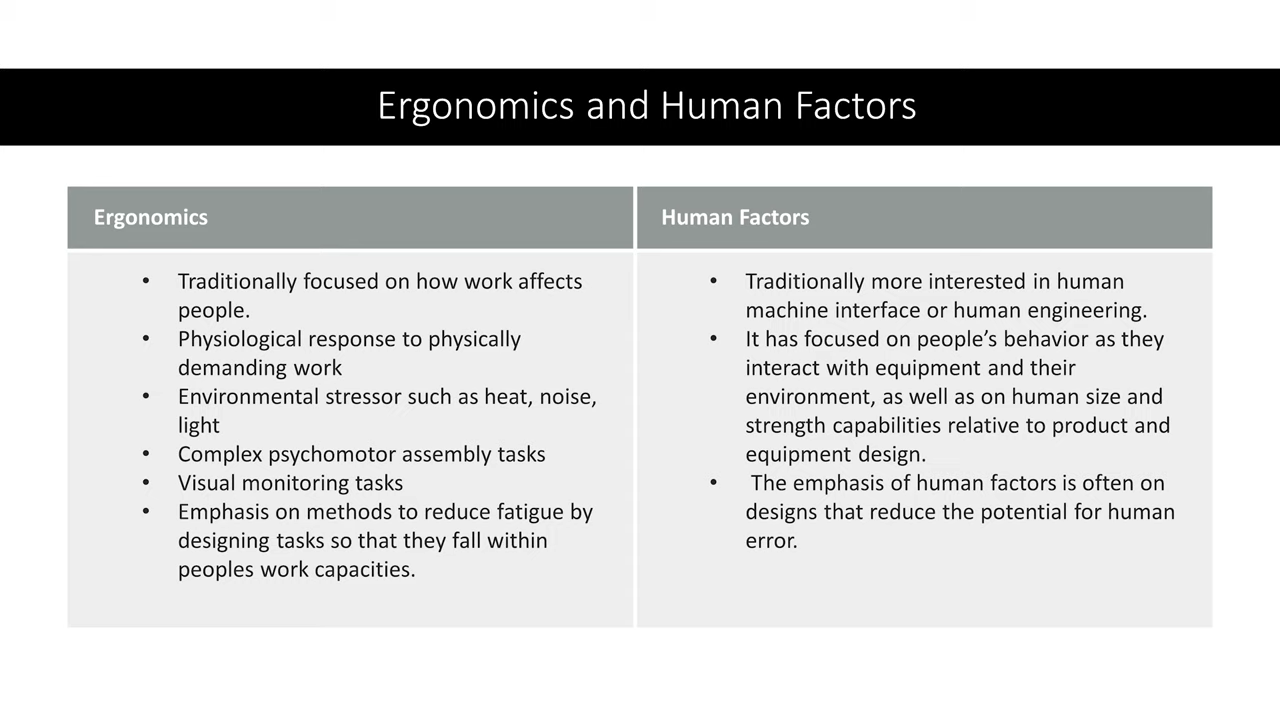 Ergonomics and Human Factors
Ergonomics
• Traditionally focused on how work affects
people.
• Physiological response to physically
demanding work
• Environmental stressor such as heat, noise,
light
• Complex psychomotor assembly tasks
• Visual monitoring tasks
• Emphasis on methods to reduce fatigue by
designing tasks so that they fall within
peoples work capacities.
Human Factors
• Traditionally more interested in human
machine interface or human engineering.
• It has focused on people’s behavior as they
interact with equipment and their
environment, as well as on human size and
strength capabilities relative to product and
equipment design.
• The emphasis of human factors is often on
designs that reduce the potential for human
error.